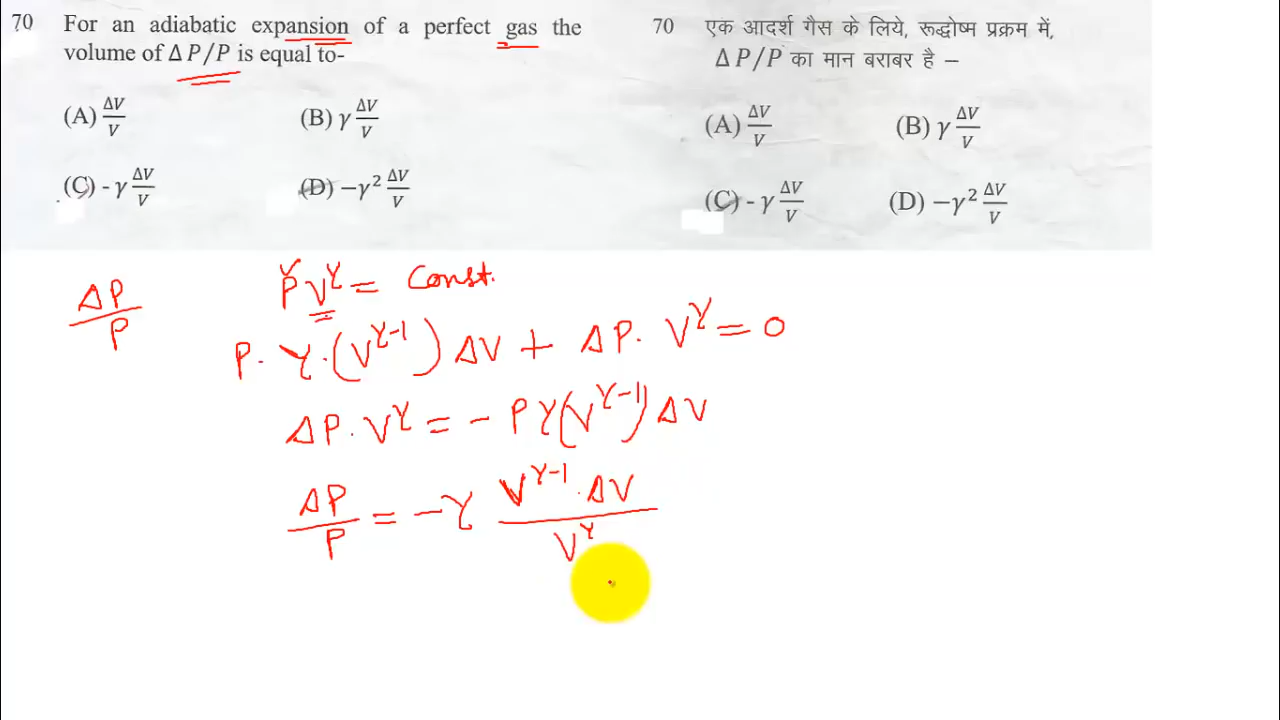 70 For an adiabatic expansion of a perfect gas the
volume of Δ P/P is equal to-
(A) ΔV/V (B) γ ΔV/V
(C) - γ ΔV/V (D) −γ² ΔV/V
70 एक आदर्श गैस के लिये, रूद्धोष्म प्रक्रम में,
Δ P/P का मान बराबर है –
(A) ΔV/V (B) γ ΔV/V
(C) - γ ΔV/V (D) −γ² ΔV/V
ΔP/P
PV^γ = Const.
P. γ.(V^(γ-1)) ΔV + ΔP. V^γ = 0
ΔP. V^γ = - Pγ(V^(γ-1)) ΔV
ΔP/P = -γ V^(γ-1). ΔV / V^γ